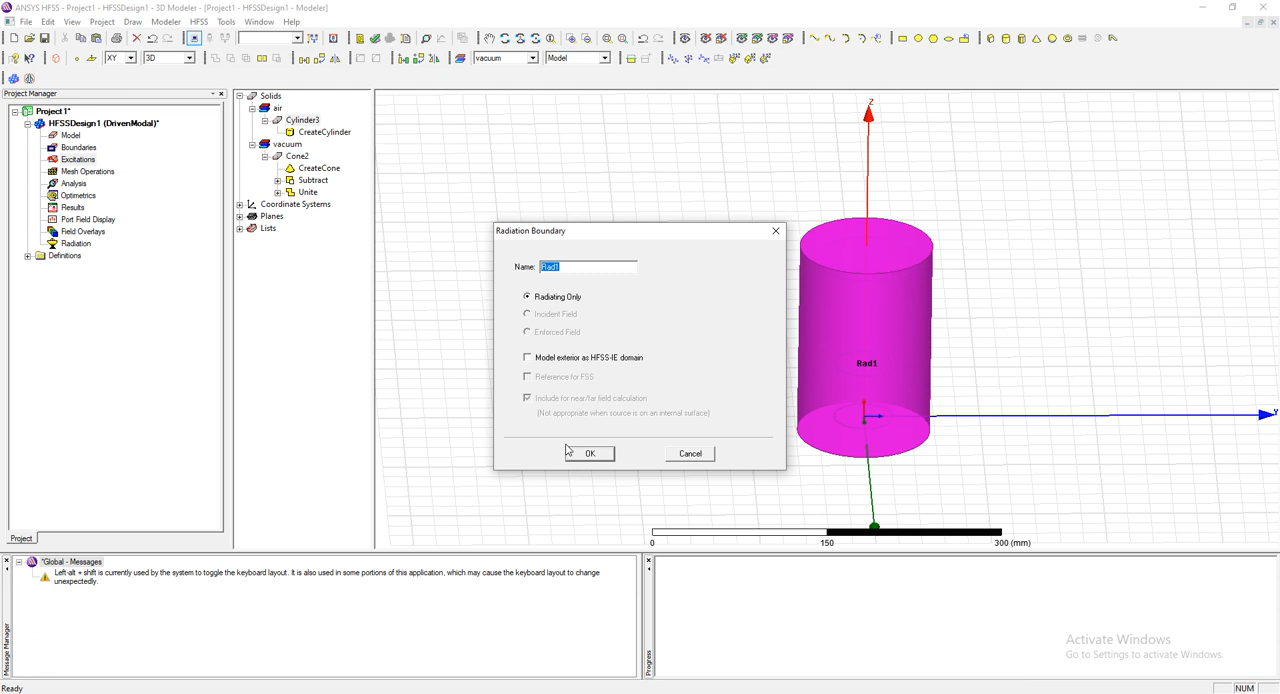 ANSYS HFSS - Project1 - HFSSDesign1 - 3D Modeler - [Project1 - HFSSDesign1 - Modeler]
File Edit View Project Draw Modeler HFSS Tools Window Help
XY 3D vacuum Model
Project Manager
Project1*
HFSSDesign1 (DrivenModal)*
Model
Boundaries
Excitations
Mesh Operations
Analysis
Optimetrics
Results
Port Field Display
Field Overlays
Radiation
Definitions
Project
Solids
air
Cylinder3
CreateCylinder
vacuum
Cone2
CreateCone
Subtract
Unite
Coordinate Systems
Planes
Lists
Z
Radiation Boundary
Name: Rad1
Radiating Only
Incident Field
Enforced Field
Model exterior as HFSS-IE domain
Reference for FSS
Include for near/far field calculation
(Not appropriate when source is on an internal surface)
OK Cancel
Rad1
Y
0 150 300 (mm)
*Global - Messages
Left-alt + shift is currently used by the system to toggle the keyboard layout. It is also used in some portions of this application, which may cause the keyboard layout to change
unexpectedly.
Message Manager
Progress
Activate Windows
Go to Settings to activate Windows.
Ready NUM